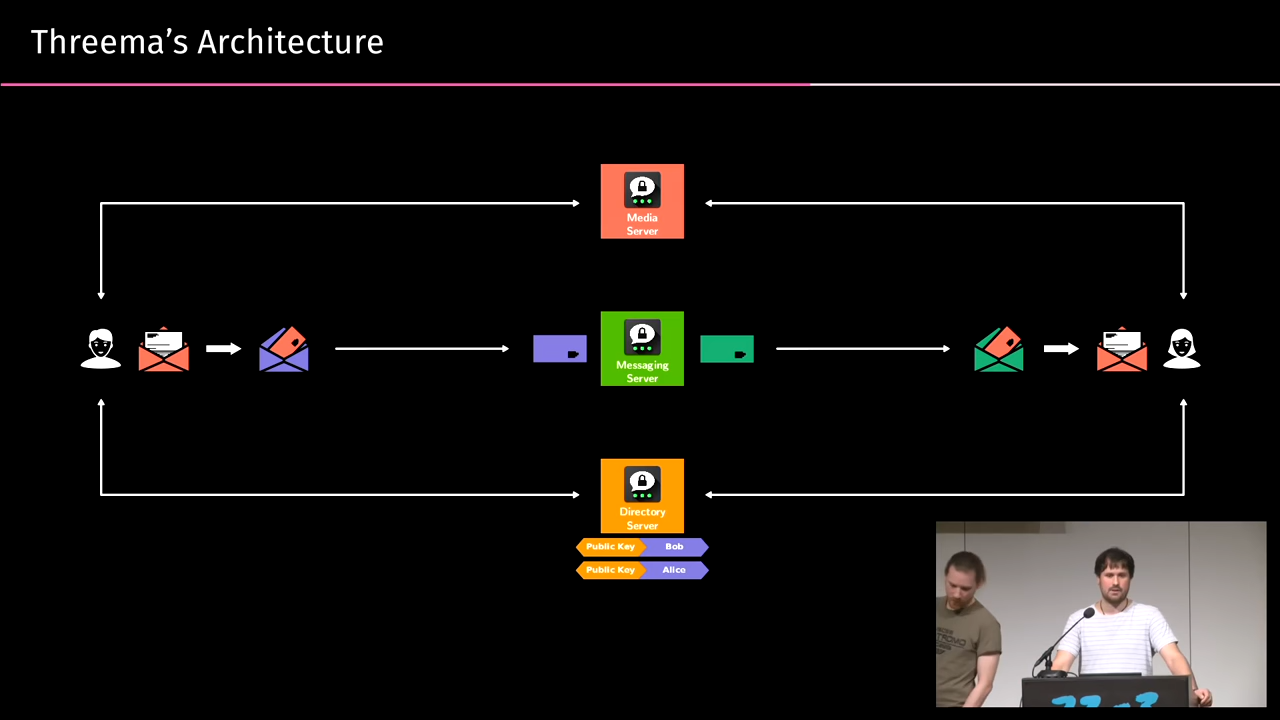 Threema’s Architecture
Media
Server
Messaging
Server
Directory
Server
Public Key Bob
Public Key Alice